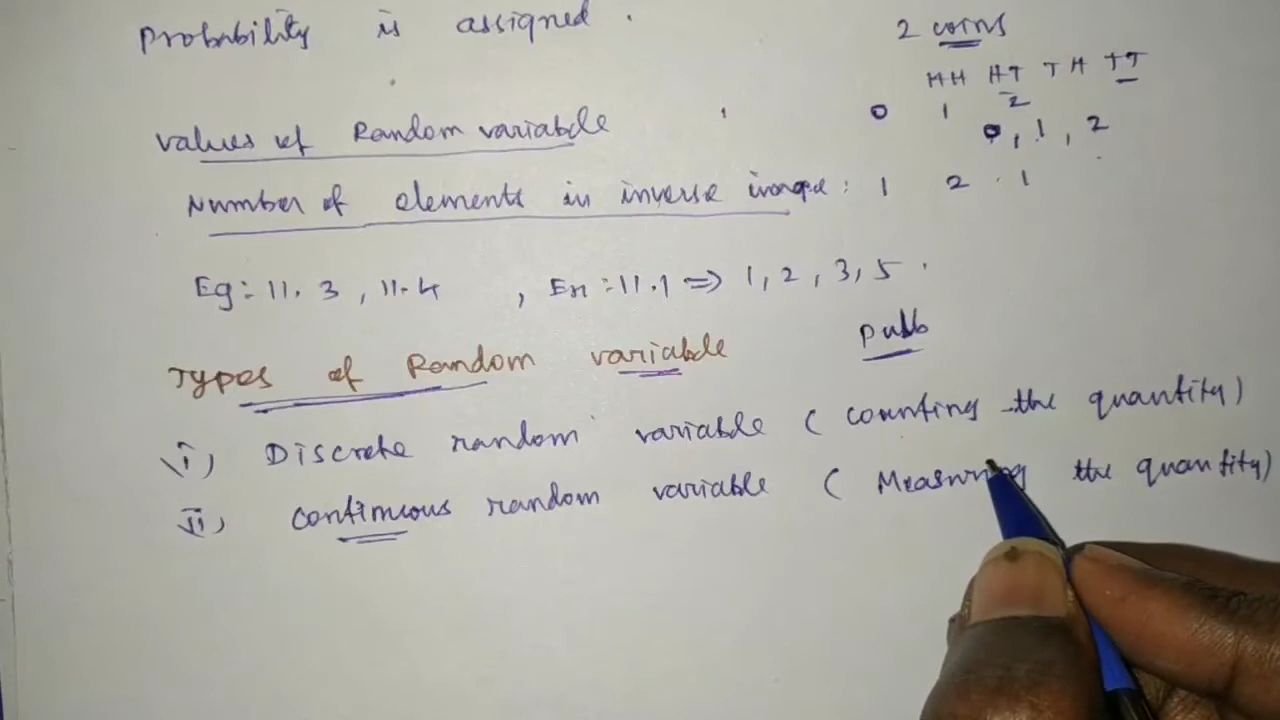 Probability is assigned.
2 coins
HH HT TH TT
values of Random variable : 0 1 2
0, 1, 2
Number of elements in inverse image : 1 2 1
Eg:- 11.3, 11.4, Ex:-11.1 => 1, 2, 3, 5.
Types of Random variable
i) Discrete random variable (counting the quantity)
ii) continuous random variable (Measuring the quantity)